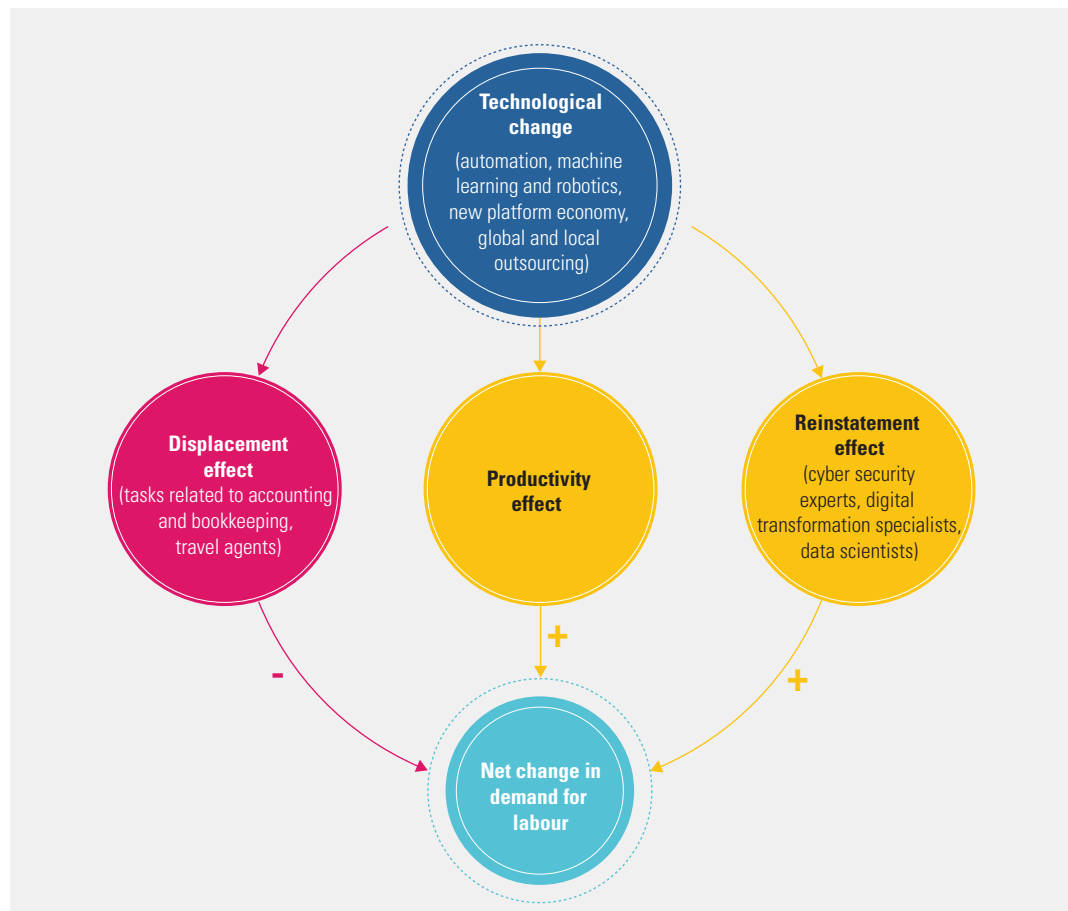 Technological
change
(automation, machine
learning and robotics,
new platform economy,
global and local
outsourcing)
Displacement
effect
(tasks related to accounting
and bookkeeping,
travel agents)
Productivity
effect
Reinstatement
effect
(cyber security
experts, digital
transformation specialists,
data scientists)
-
+
+
Net change in
demand for
labour